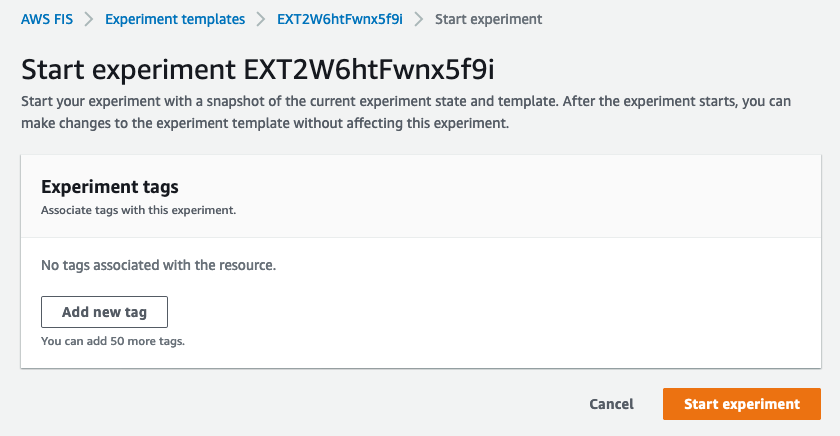 AWS FIS > Experiment templates > EXT2W6htFwnx5f9i > Start experiment
Start experiment EXT2W6htFwnx5f9i
Start your experiment with a snapshot of the current experiment state and template. After the experiment starts, you can
make changes to the experiment template without affecting this experiment.
Experiment tags
Associate tags with this experiment.
No tags associated with the resource.
Add new tag
You can add 50 more tags.
Cancel Start experiment